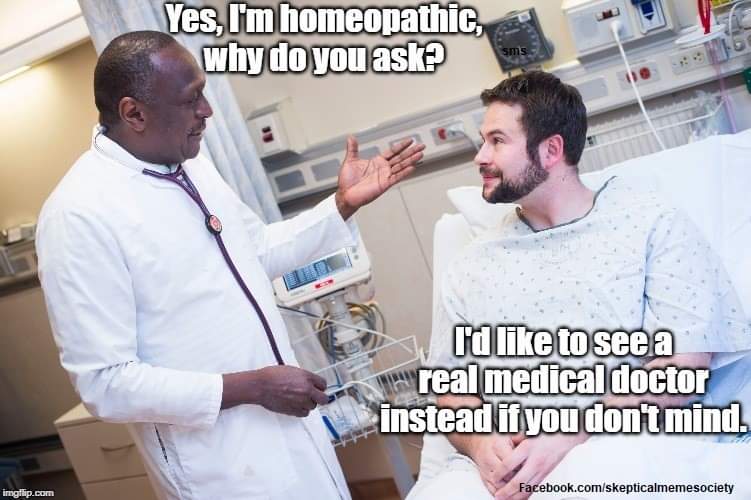 Yes, I'm homeopathic,
why do you ask?
sms
I'd like to see a
real medical doctor
instead if you don't mind.
Facebook.com/skepticalmemesociety
imgflip.com